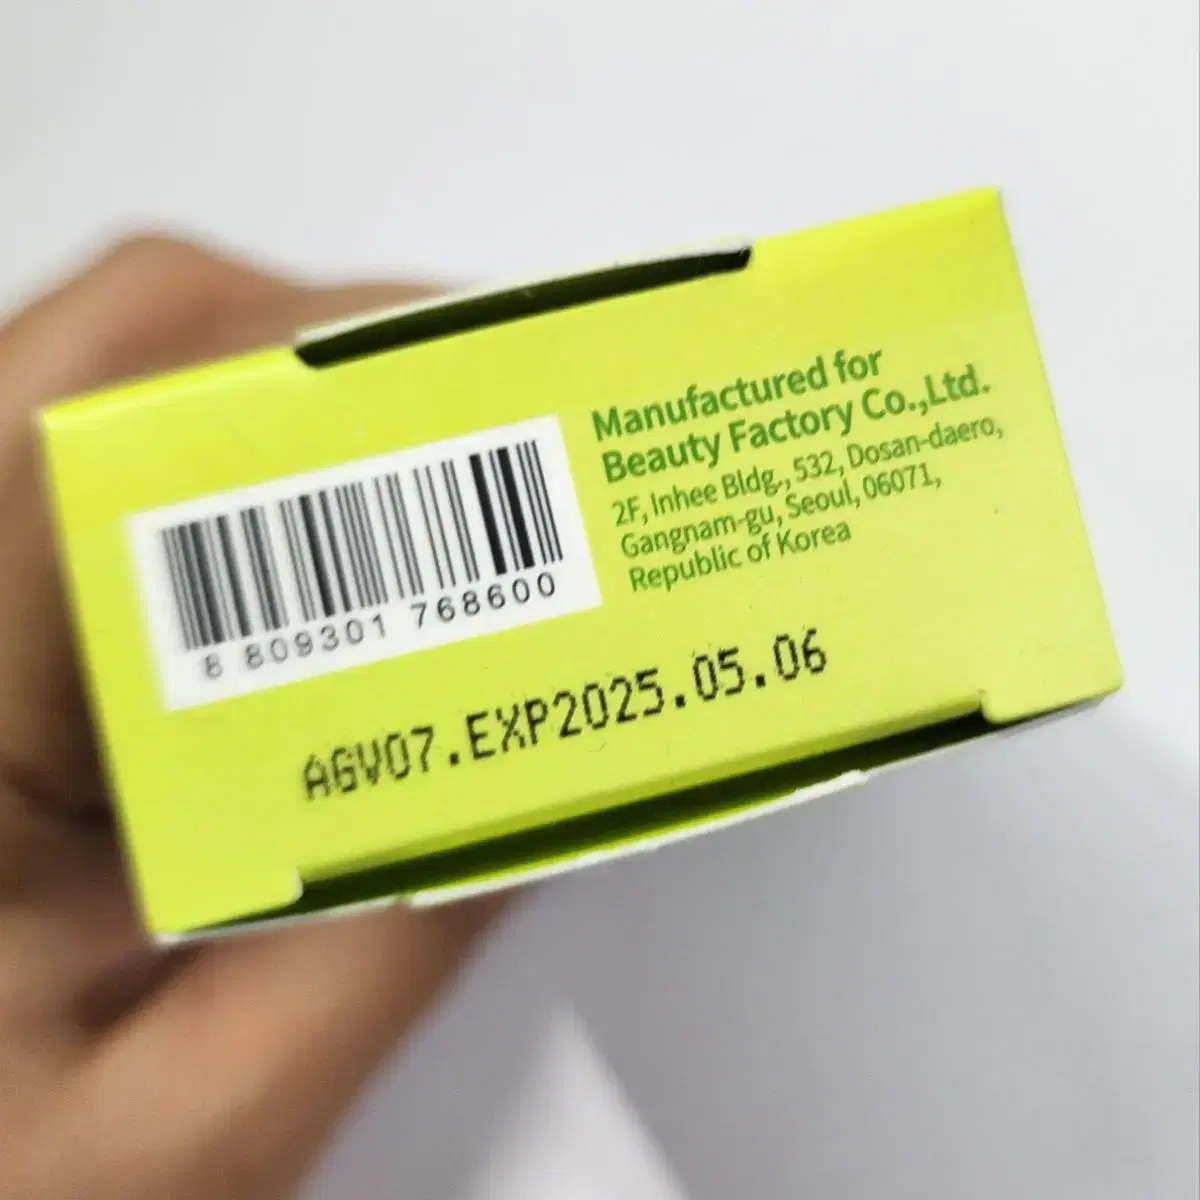 Manufactured for
Beauty Factory Co.,Ltd.
2F, Inhee Bldg., 532, Dosan-daero,
Gangnam-gu, Seoul, 06071,
Republic of Korea
8 809301 768600
AGV07.EXP2025.05.06